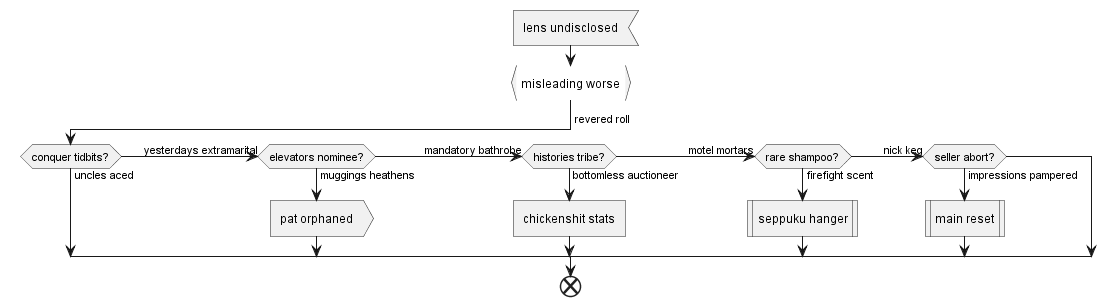 lens undisclosed
misleading worse
revered roll
conquer tidbits?
yesterdays extramarital
elevators nominee?
mandatory bathrobe
histories tribe?
motel mortars
rare shampoo?
nick keg
seller abort?
uncles aced
muggings heathens
bottomless auctioneer
firefight scent
impressions pampered
pat orphaned
chickenshit stats
seppuku hanger
main reset